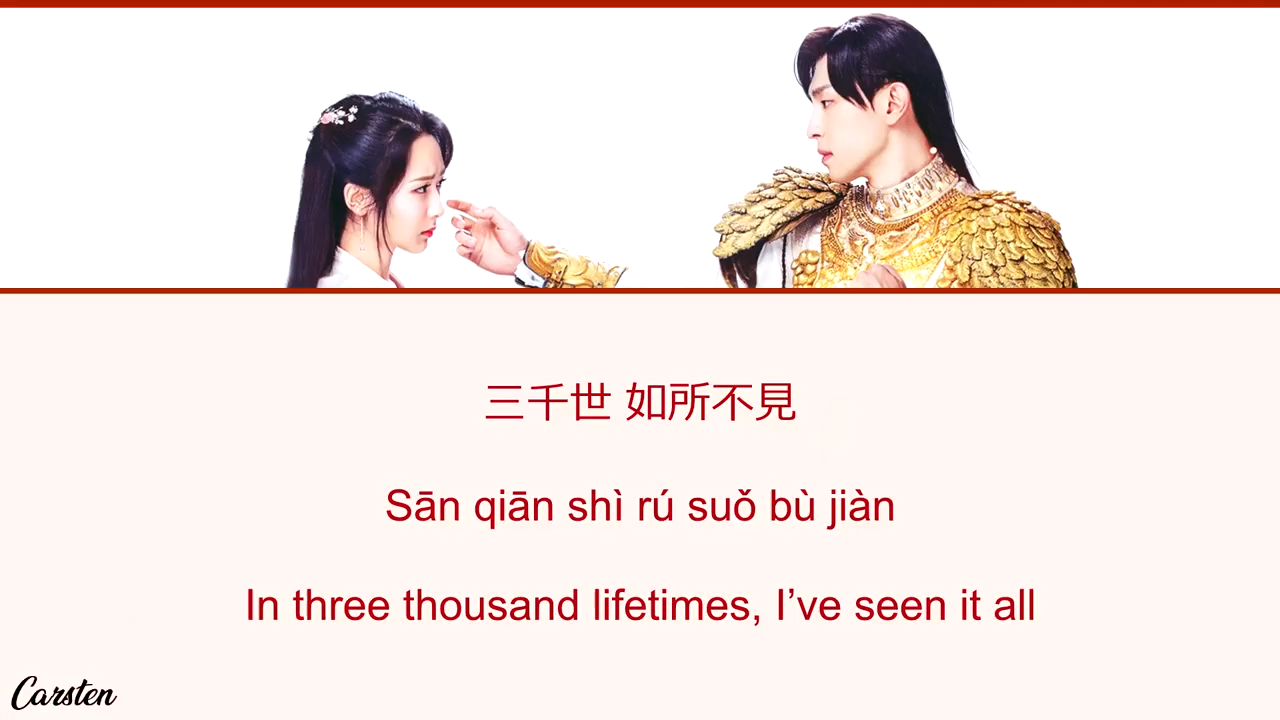 三千世 如所不見
Sān qiān shì rú suǒ bù jiàn
In three thousand lifetimes, I’ve seen it all
Carsten